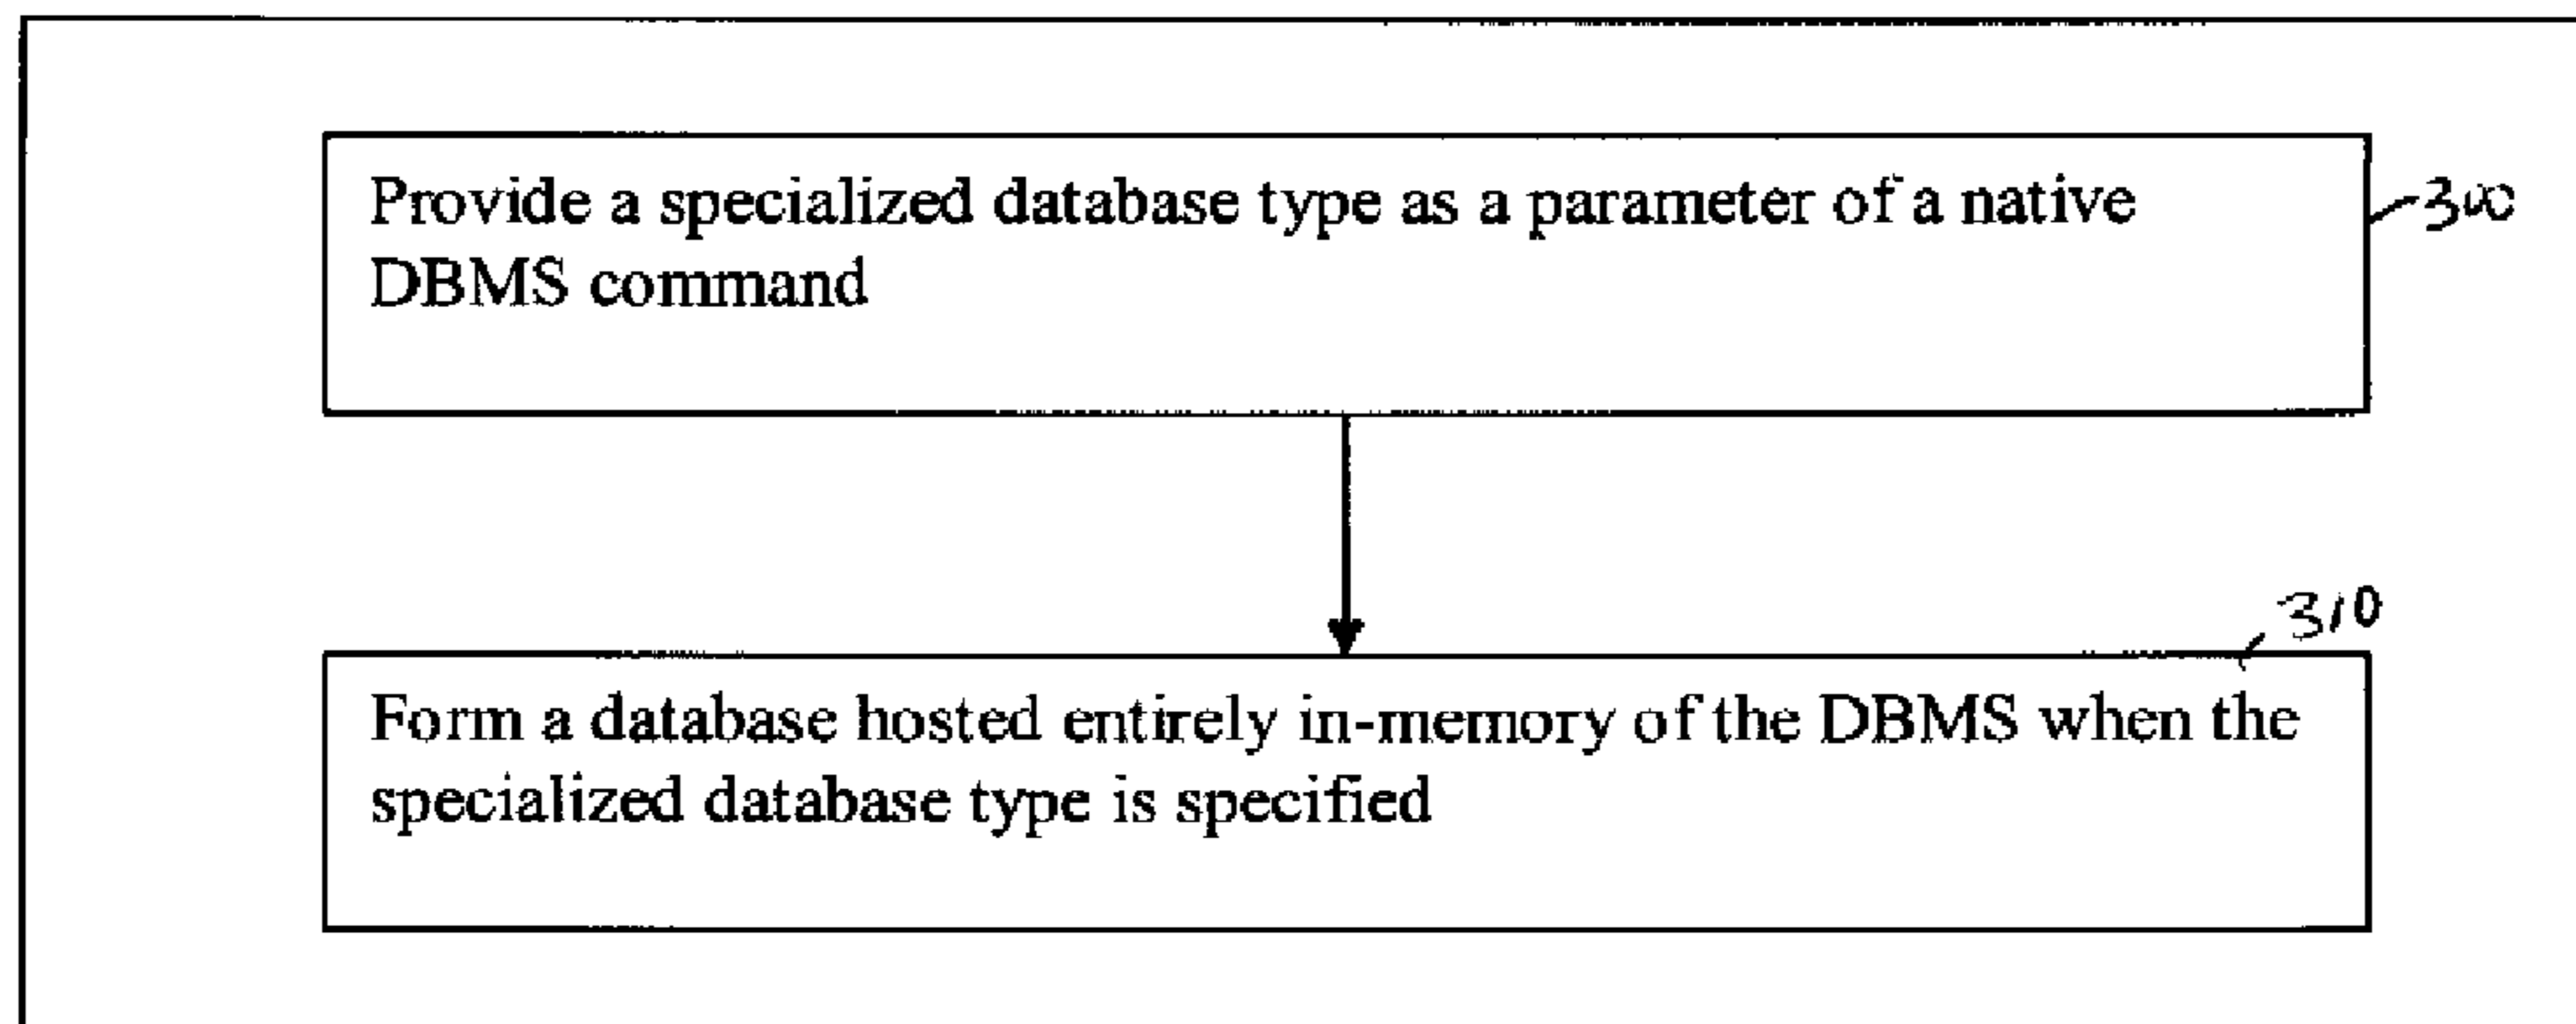 Provide a specialized database type as a parameter of a native
DBMS command
300
310
Form a database hosted entirely in-memory of the DBMS when the
specialized database type is specified